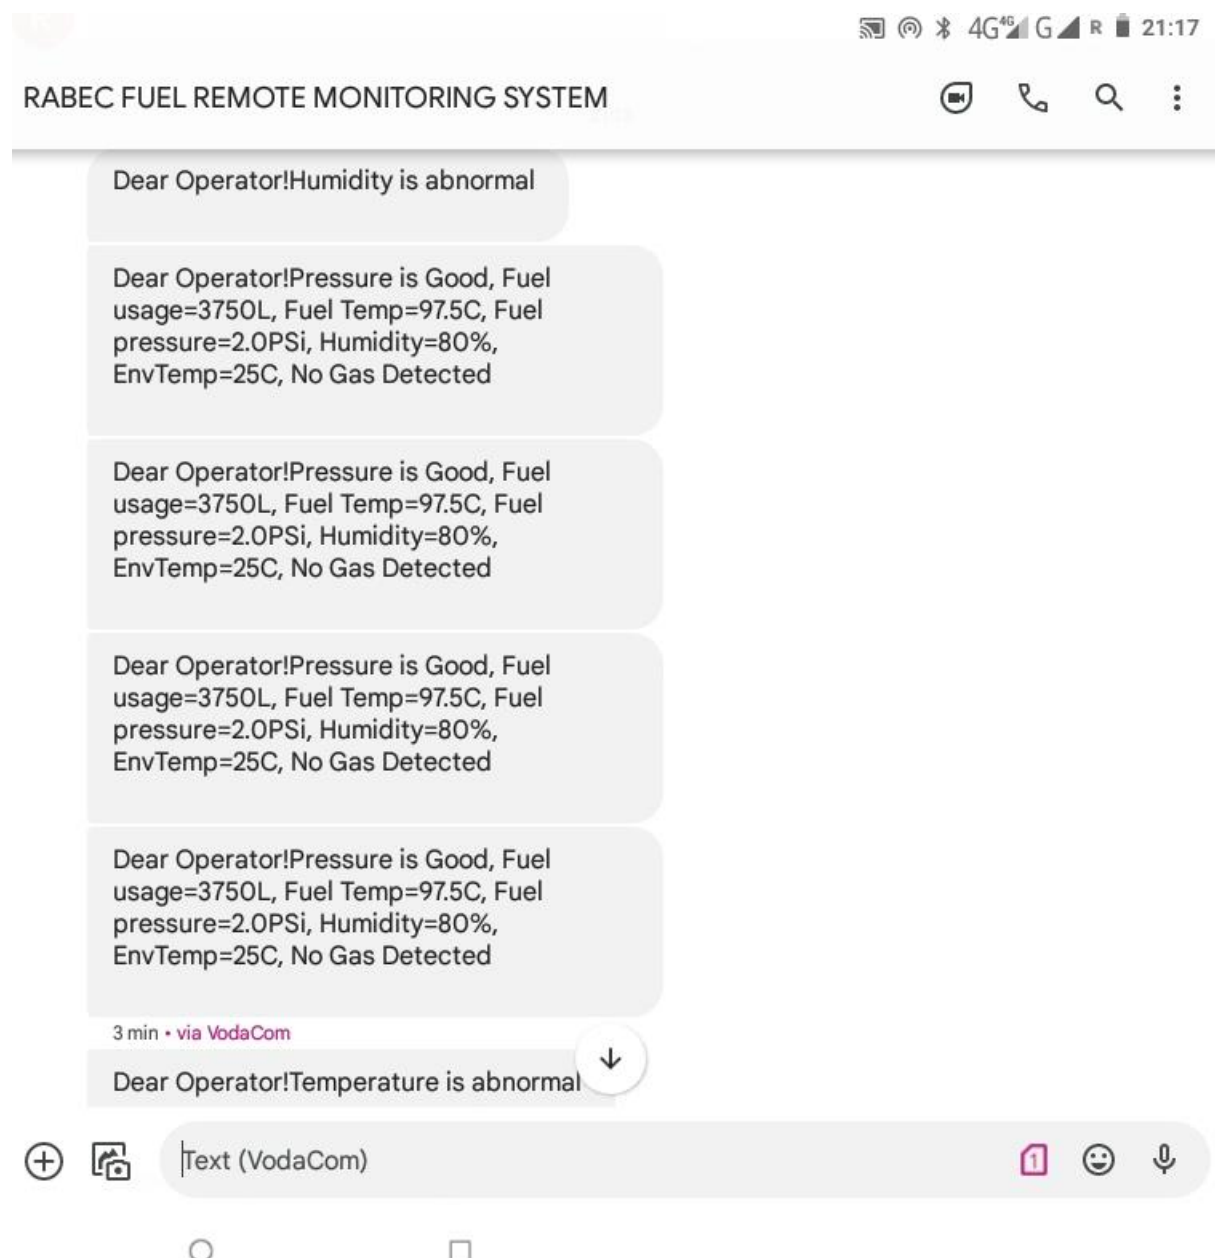 4G 4G G R 21:17
RABEC FUEL REMOTE MONITORING SYSTEM
Dear Operator!Humidity is abnormal
Dear Operator!Pressure is Good, Fuel
usage=3750L, Fuel Temp=97.5C, Fuel
pressure=2.0PSi, Humidity=80%,
EnvTemp=25C, No Gas Detected
Dear Operator!Pressure is Good, Fuel
usage=3750L, Fuel Temp=97.5C, Fuel
pressure=2.0PSi, Humidity=80%,
EnvTemp=25C, No Gas Detected
Dear Operator!Pressure is Good, Fuel
usage=3750L, Fuel Temp=97.5C, Fuel
pressure=2.0PSi, Humidity=80%,
EnvTemp=25C, No Gas Detected
Dear Operator!Pressure is Good, Fuel
usage=3750L, Fuel Temp=97.5C, Fuel
pressure=2.0PSi, Humidity=80%,
EnvTemp=25C, No Gas Detected
3 min • via VodaCom
Dear Operator!Temperature is abnormal
Text (VodaCom) 1